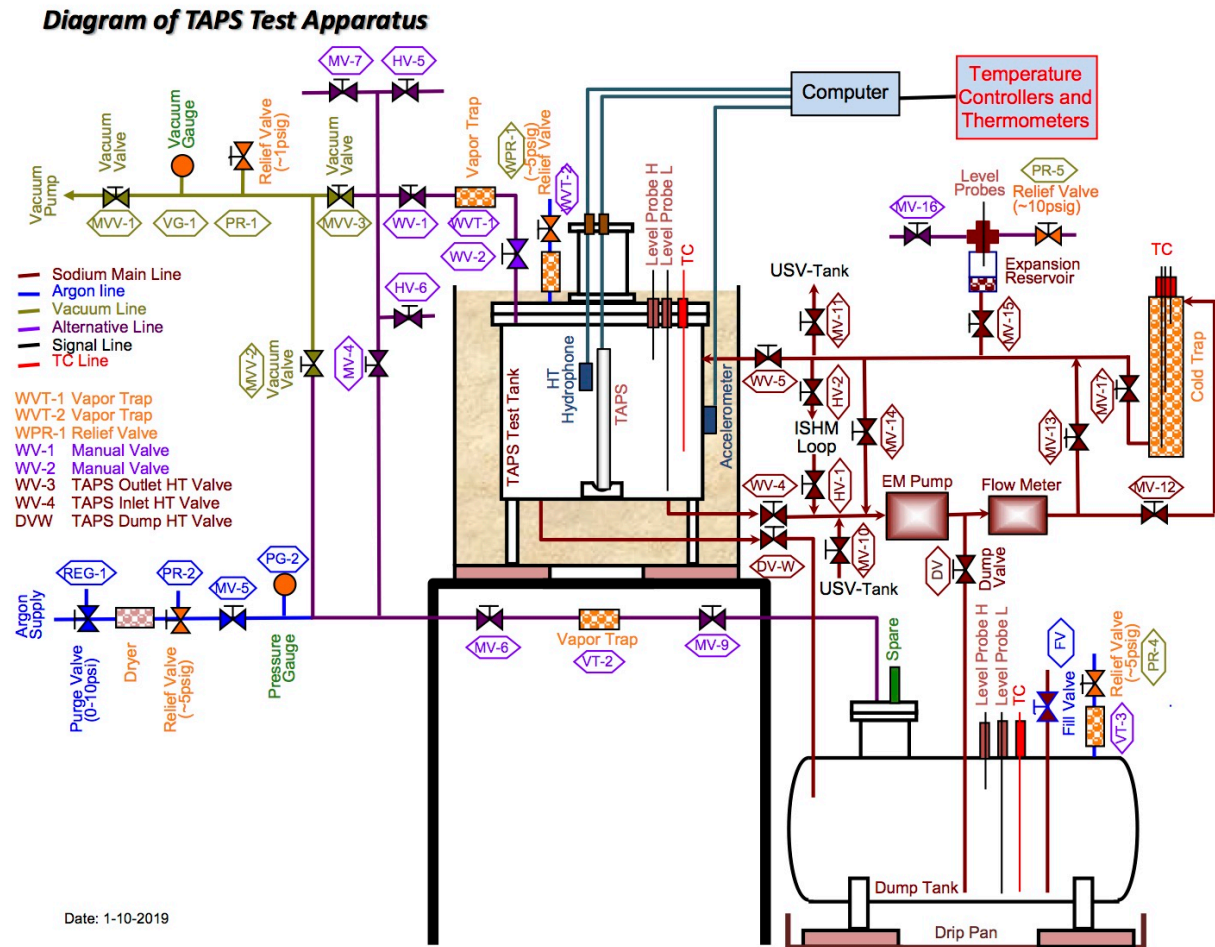 Diagram of TAPS Test Apparatus
MV-7
HV-5
Computer
Temperature
Controllers and
Thermometers
Vacuum
Pump
Vacuum
Valve
MVV-1
Vacuum
Gauge
VG-1
Relief Valve
(~1psig)
PR-1
Vacuum
Valve
MVV-3
WV-1
Vapor Trap
WVT-1
WV-2
WPR-1
(~5psig)
Relief Valve
WVT-2
Level Probe H
Level Probe L
TC
Level
Probes
PR-5
Relief Valve
(~10psig)
MV-16
Expansion
Reservoir
TC
Cold Trap
Sodium Main Line
Argon line
Vacuum Line
Alternative Line
Signal Line
TC Line
HV-6
MVV-2
Vacuum
Valve
MV-4
WVT-1 Vapor Trap
WVT-2 Vapor Trap
WPR-1 Relief Valve
WV-1 Manual Valve
WV-2 Manual Valve
WV-3 TAPS Outlet HT Valve
WV-4 TAPS Inlet HT Valve
DVW TAPS Dump HT Valve
TAPS Test Tank
HT
Hydrophone
TAPS
Accelerometer
USV-Tank
MV-11
MV-15
WV-5
HV-2
ISHM
Loop
MV-14
MV-13
MV-17
HV-1
WV-4
EM Pump
Flow Meter
MV-12
MV-10
DV-W
USV-Tank
DV
Dump
Valve
Argon
Supply
REG-1
Purge Valve
(0-10psi)
Dryer
PR-2
Relief Valve
(~5psig)
MV-5
PG-2
Pressure
Gauge
MV-6
Vapor Trap
VT-2
MV-9
Spare
Level Probe H
Level Probe L
TC
FV
Fill Valve
Relief Valve
(~5psig)
PR-4
VT-3
Dump Tank
Drip Pan
Date: 1-10-2019